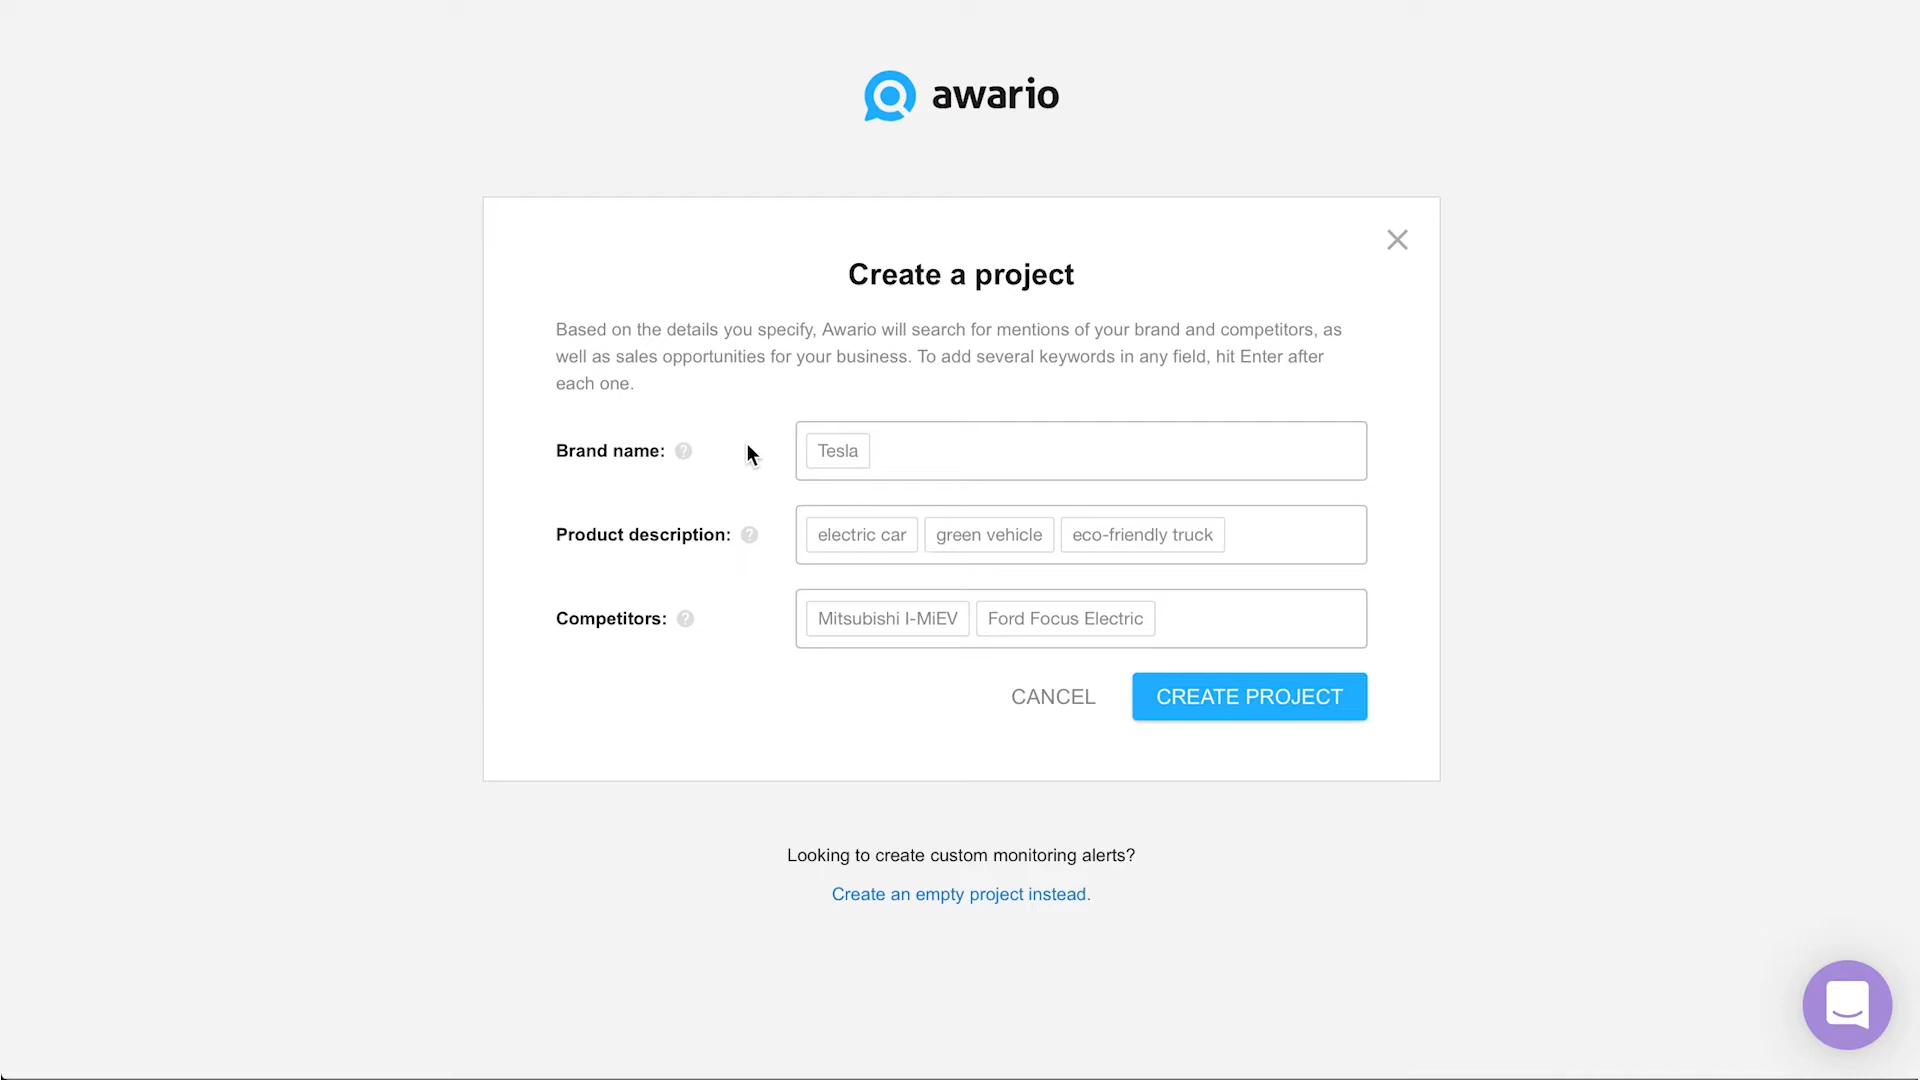 awario
Create a project
Based on the details you specify, Awario will search for mentions of your brand and competitors, as
well as sales opportunities for your business. To add several keywords in any field, hit Enter after
each one.
Brand name: ?
Tesla
Product description: ?
electric car green vehicle eco-friendly truck
Competitors: ?
Mitsubishi I-MiEV Ford Focus Electric
CANCEL CREATE PROJECT
Looking to create custom monitoring alerts?
Create an empty project instead.